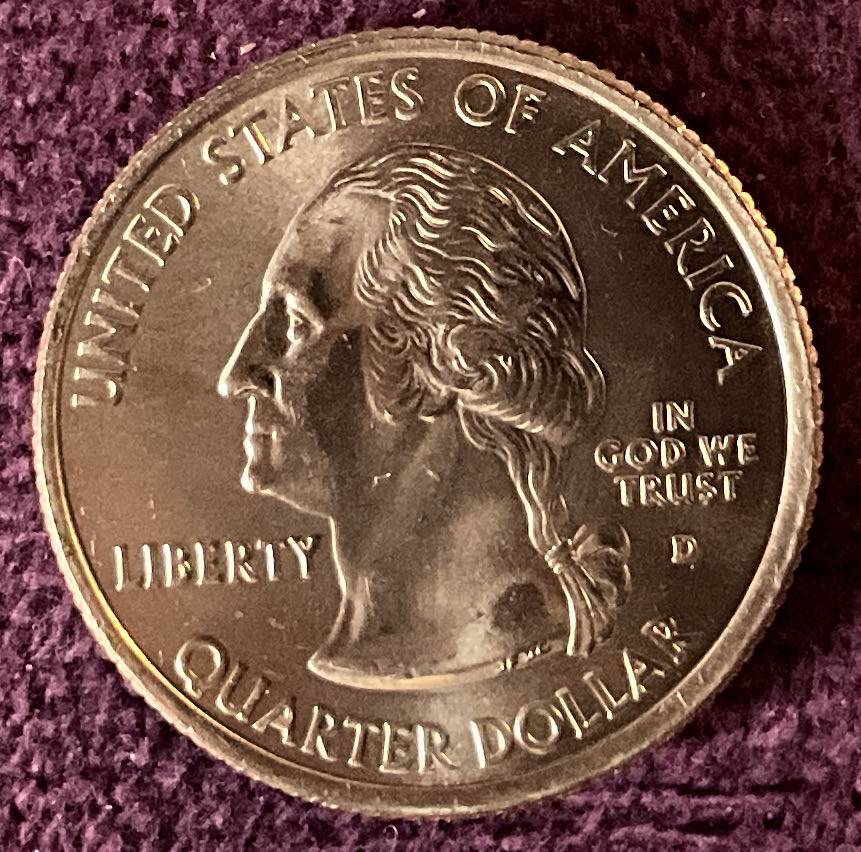 UNITED STATES OF AMERICA
IN
GOD WE
TRUST
LIBERTY
D
QUARTER DOLLAR